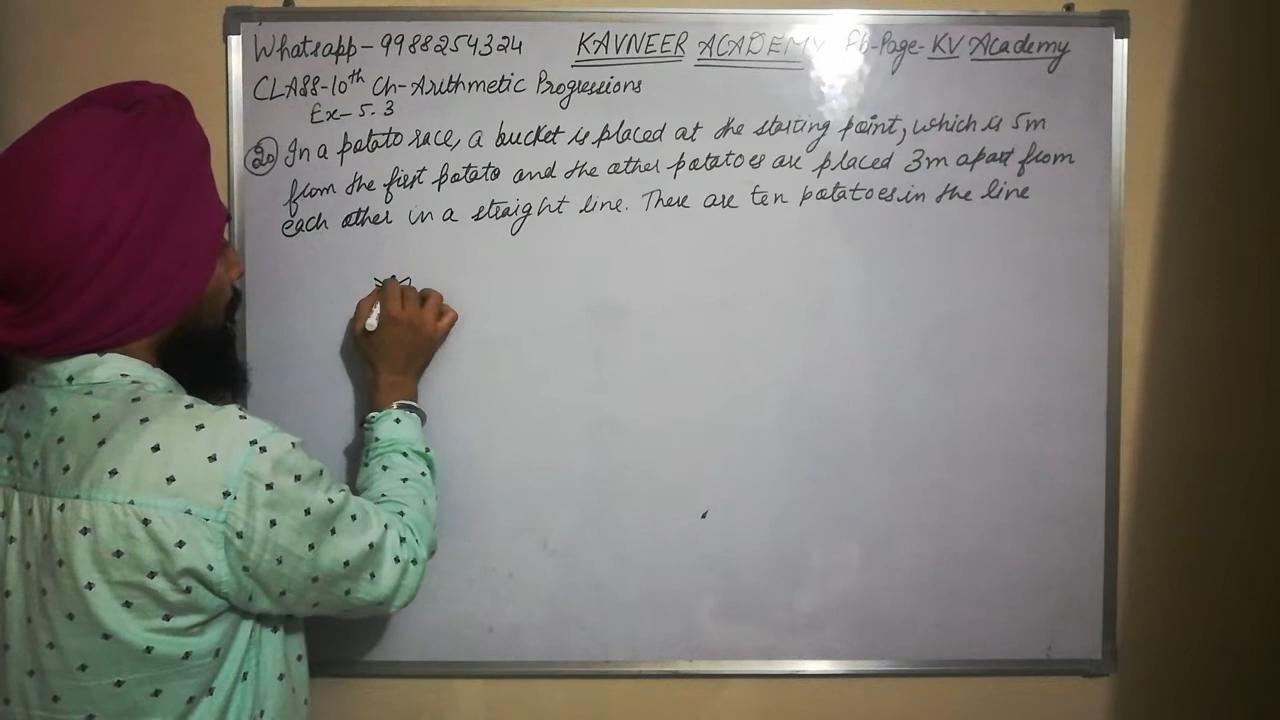 Whatsapp-9988254324 KAVNEER ACADEMY fb-Page-KV Academy
CLASS-10th Ch-Arithmetic Progressions
Ex-5.3
20 In a potato race, a bucket is placed at the starting point, which is 5m
from the first potato and the other potatoes are placed 3m apart from
each other in a straight line. There are ten potatoes in the line